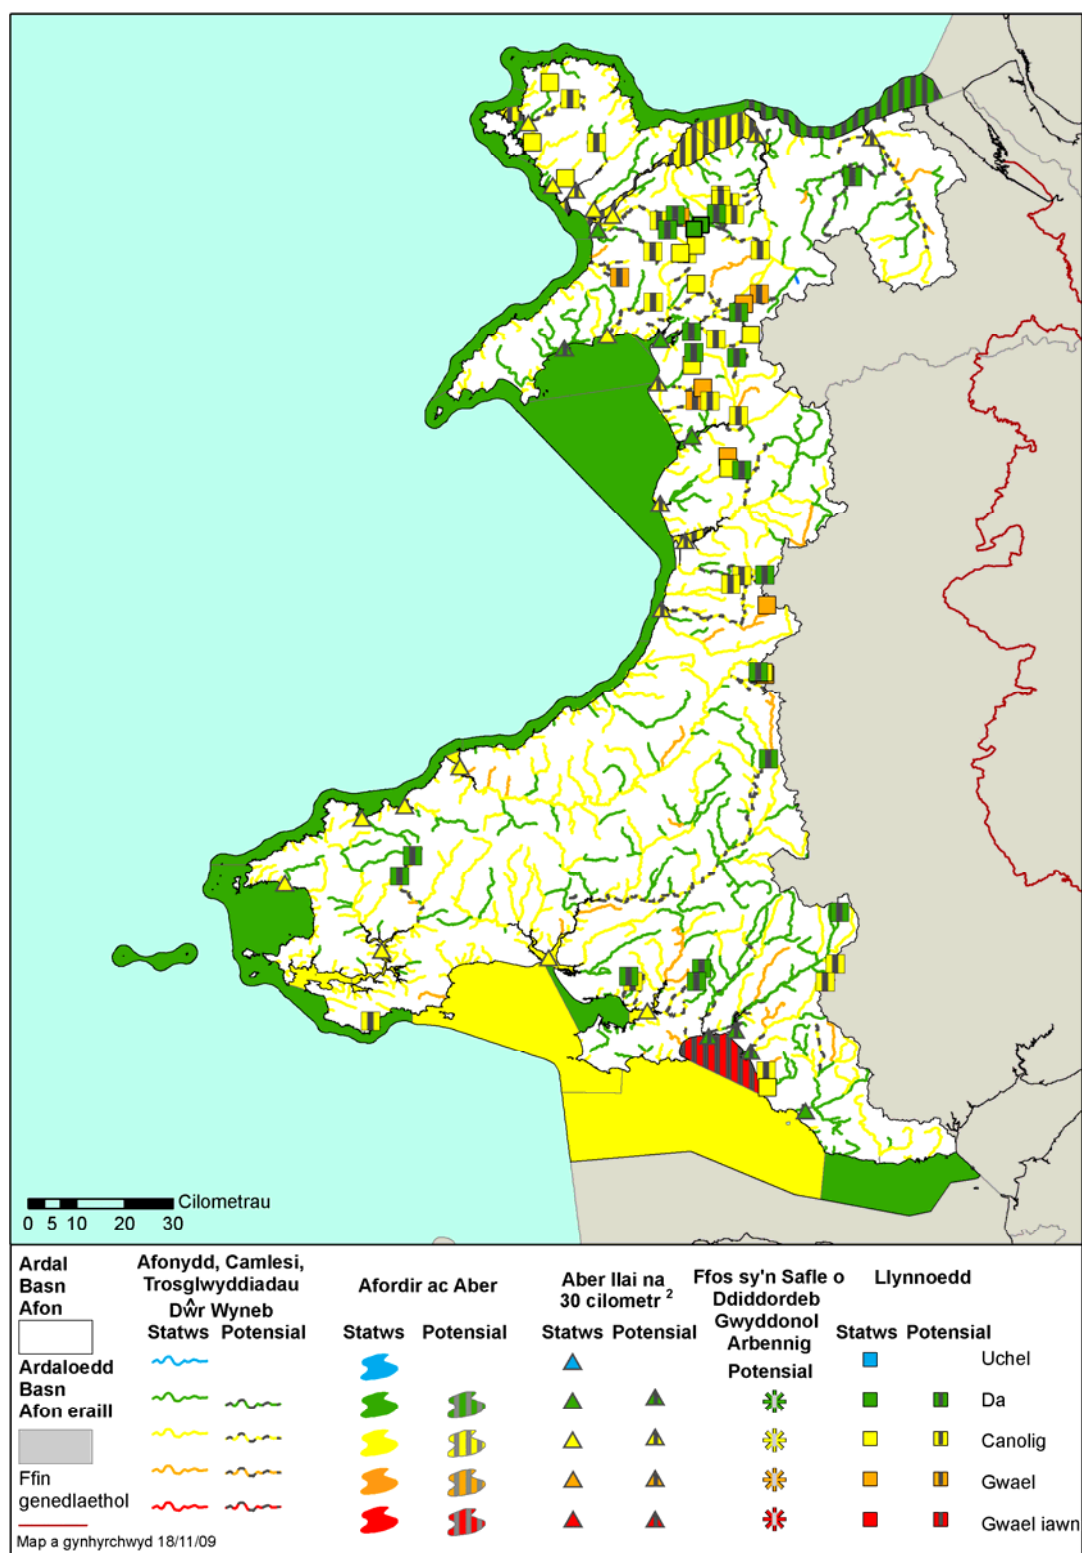 Cilometrau
0 5 10 20 30
Ardal
Basn
Afon
Ardaloedd
Basn
Afon eraill
Ffin
genedlaethol
Map a gynhyrchwyd 18/11/09
Afonydd, Camlesi,
Trosglwyddiadau
Dŵr Wyneb
Statws Potensial
Afordir ac Aber
Statws Potensial
Aber llai na
30 cilometr ²
Statws Potensial
Ffos sy'n Safle o
Ddiddordeb
Gwyddonol
Arbennig
Potensial
Llynnoedd
Statws Potensial
Uchel
Da
Canolig
Gwael
Gwael iawn